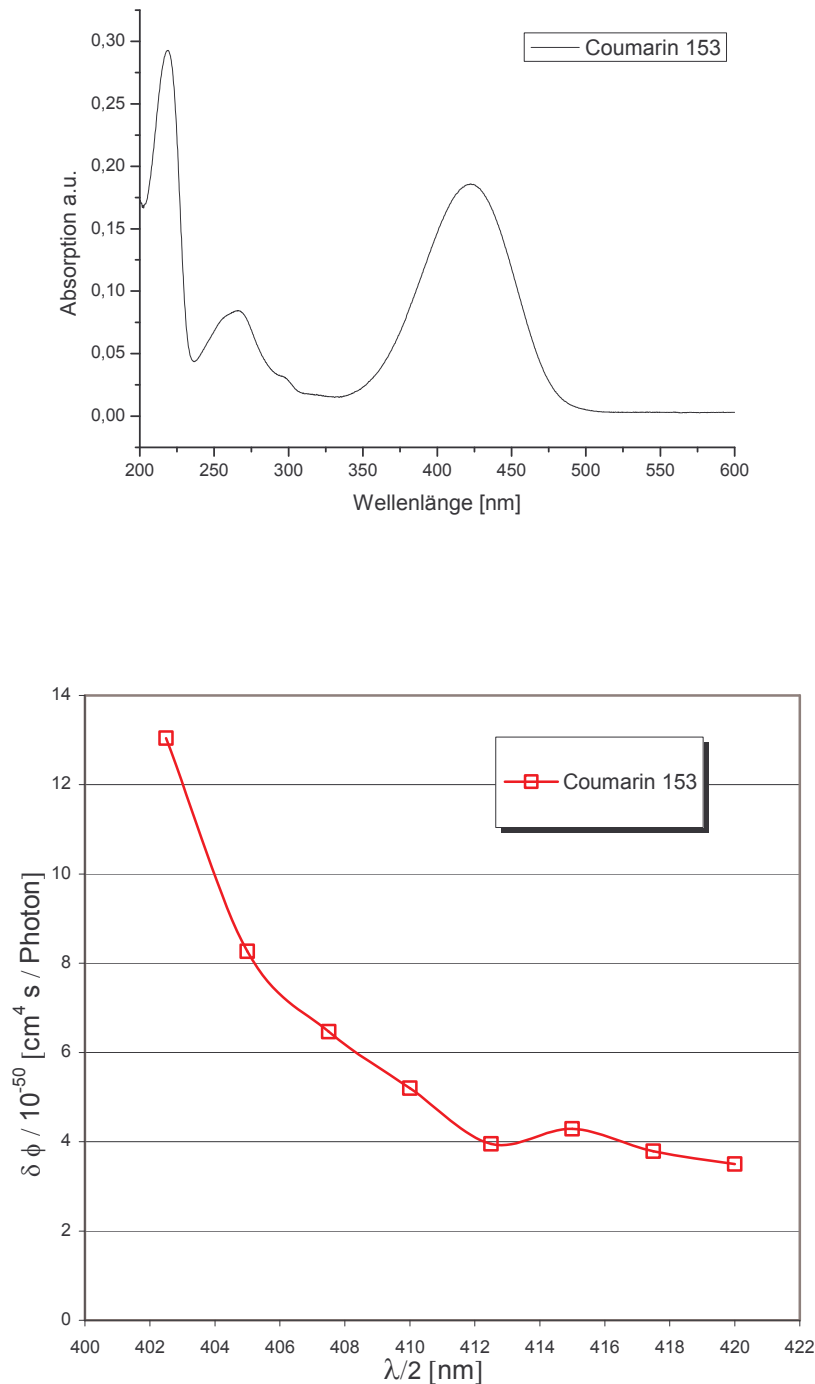 Coumarin 153
0,30
0,25
0,20
0,15
0,10
0,05
0,00
Absorption a.u.
200 250 300 350 400 450 500 550 600
Wellenlänge [nm]
14
12
10
8
6
4
2
0
δ ϕ / 10⁻⁵⁰ [cm⁴ s / Photon]
Coumarin 153
400 402 404 406 408 410 412 414 416 418 420 422
λ/2 [nm]